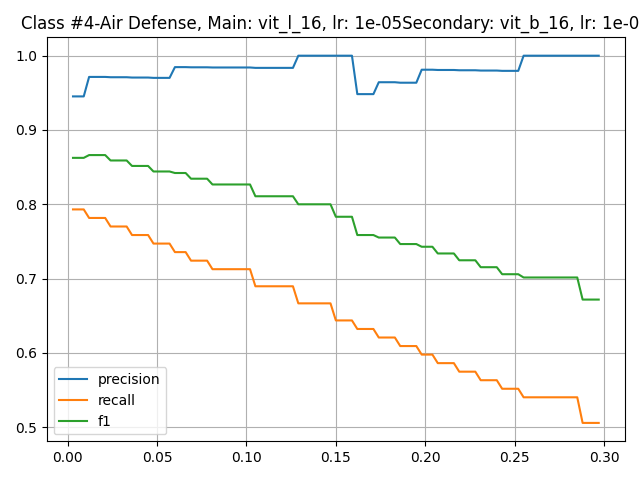 Class #4-Air Defense, Main: vit_l_16, lr: 1e-05Secondary: vit_b_16, lr: 1e-0
1.0
0.9
0.8
0.7
0.6
0.5
precision
recall
f1
0.00 0.05 0.10 0.15 0.20 0.25 0.30